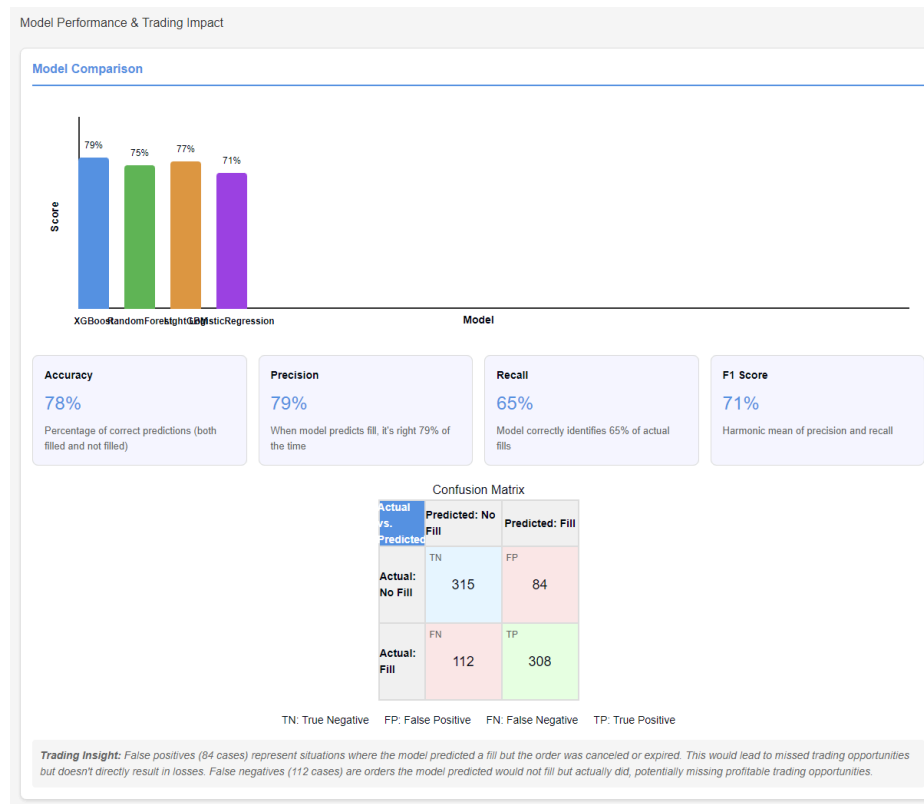 Model Performance & Trading Impact
Model Comparison
79%
75%
77%
71%
Score
XGBoost
RandomForest
LightGBM
LogisticRegression
Model
Accuracy
78%
Percentage of correct predictions (both
filled and not filled)
Precision
79%
When model predicts fill, it's right 79% of
the time
Recall
65%
Model correctly identifies 65% of actual
fills
F1 Score
71%
Harmonic mean of precision and recall
Confusion Matrix
Actual
vs.
Predicted
Predicted: No
Fill
Predicted: Fill
Actual:
No Fill
TN
315
FP
84
Actual:
Fill
FN
112
TP
308
TN: True Negative FP: False Positive FN: False Negative TP: True Positive
Trading Insight: False positives (84 cases) represent situations where the model predicted a fill but the order was canceled or expired. This would lead to missed trading opportunities
but doesn't directly result in losses. False negatives (112 cases) are orders the model predicted would not fill but actually did, potentially missing profitable trading opportunities.